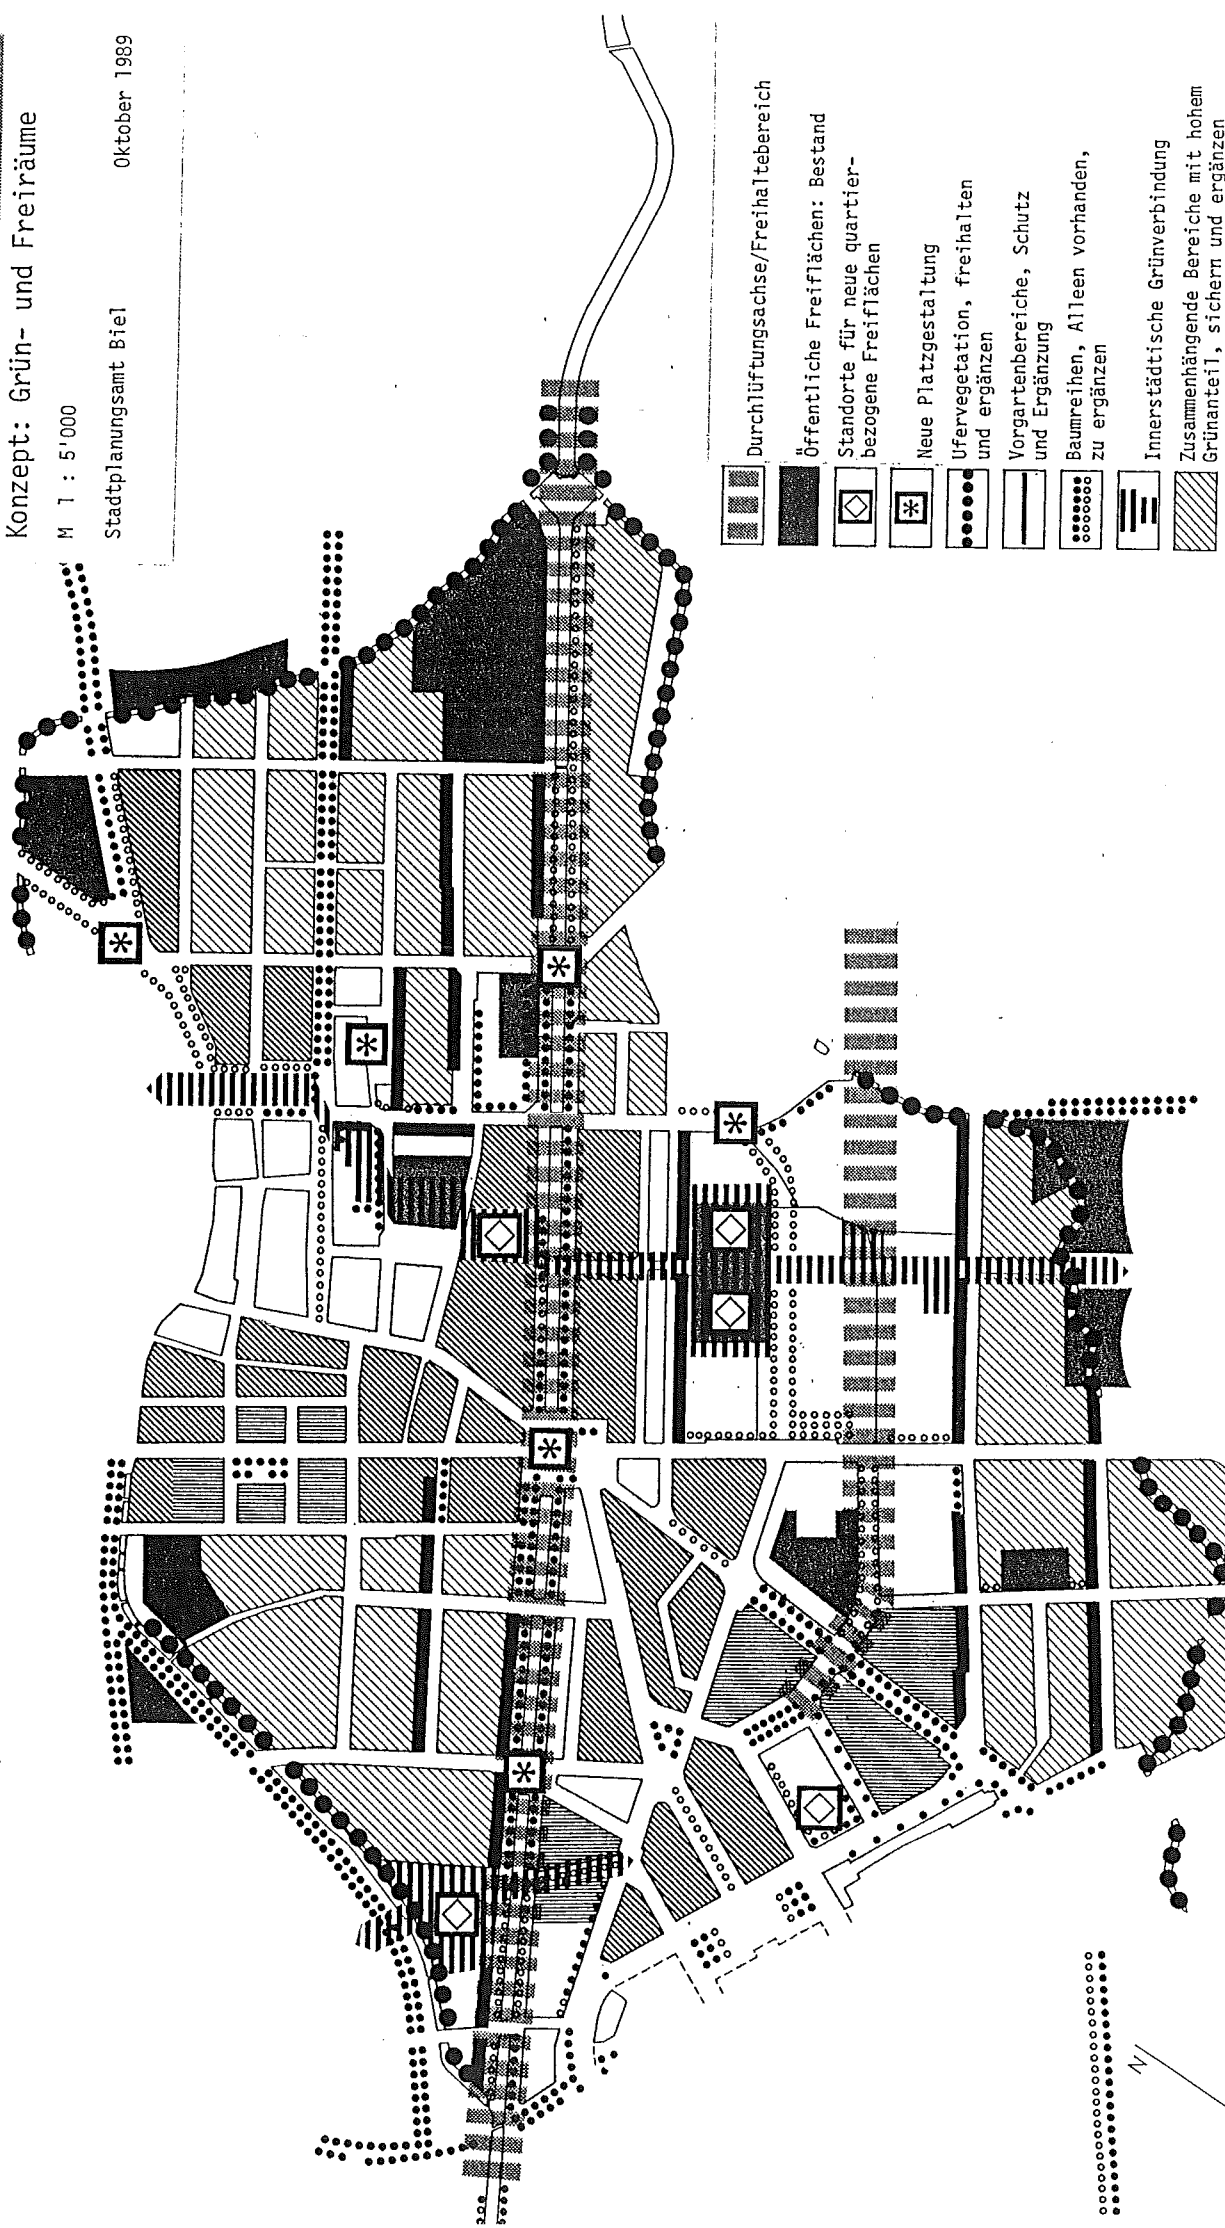 Konzept: Grün- und Freiräume
M 1 : 5'000
Stadtplanungsamt Biel Oktober 1989
Durchlüftungsachse/Freihaltebereich
Öffentliche Freiflächen: Bestand
Standorte für neue quartier-
bezogene Freiflächen
Neue Platzgestaltung
Ufervegetation, freihalten
und ergänzen
Vorgartenbereiche, Schutz
und Ergänzung
Baumreihen, Alleen vorhanden,
zu ergänzen
Innerstädtische Grünverbindung
Zusammenhängende Bereiche mit hohem
Grünanteil, sichern und ergänzen
N